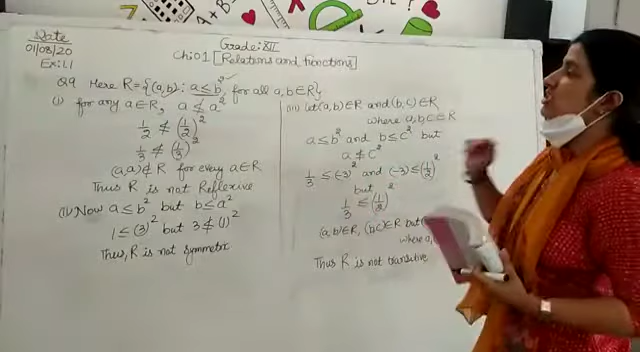 Date
01/08/20
Ex:1.1
Grade:XII
Ch:01 [Relations and Functions]
Q9 Here R={(a,b): a≤b², for all a,b∈R}
(i) for any a∈R, a≰a²
1/2 ≰ (1/2)²
1/3 ≰ (1/3)²
(a,a)∉R for every a∈R
Thus R is not Reflexive
(ii) Now a≤b² but b≤a²
1≤(3)² but 3≰(1)²
Thus, R is not symmetric
(iii) Let(a,b)∈R and (b,c)∈R
where a,b,c∈R
a≤b² and b≤c² but
a≰c²
1/3 ≤(-3)² and (-3)≤(1/2)²
but
1/3 ≤(1/2)²
(a,b)∈R, (b,c)∈R but
where a,
Thus R is not transitive